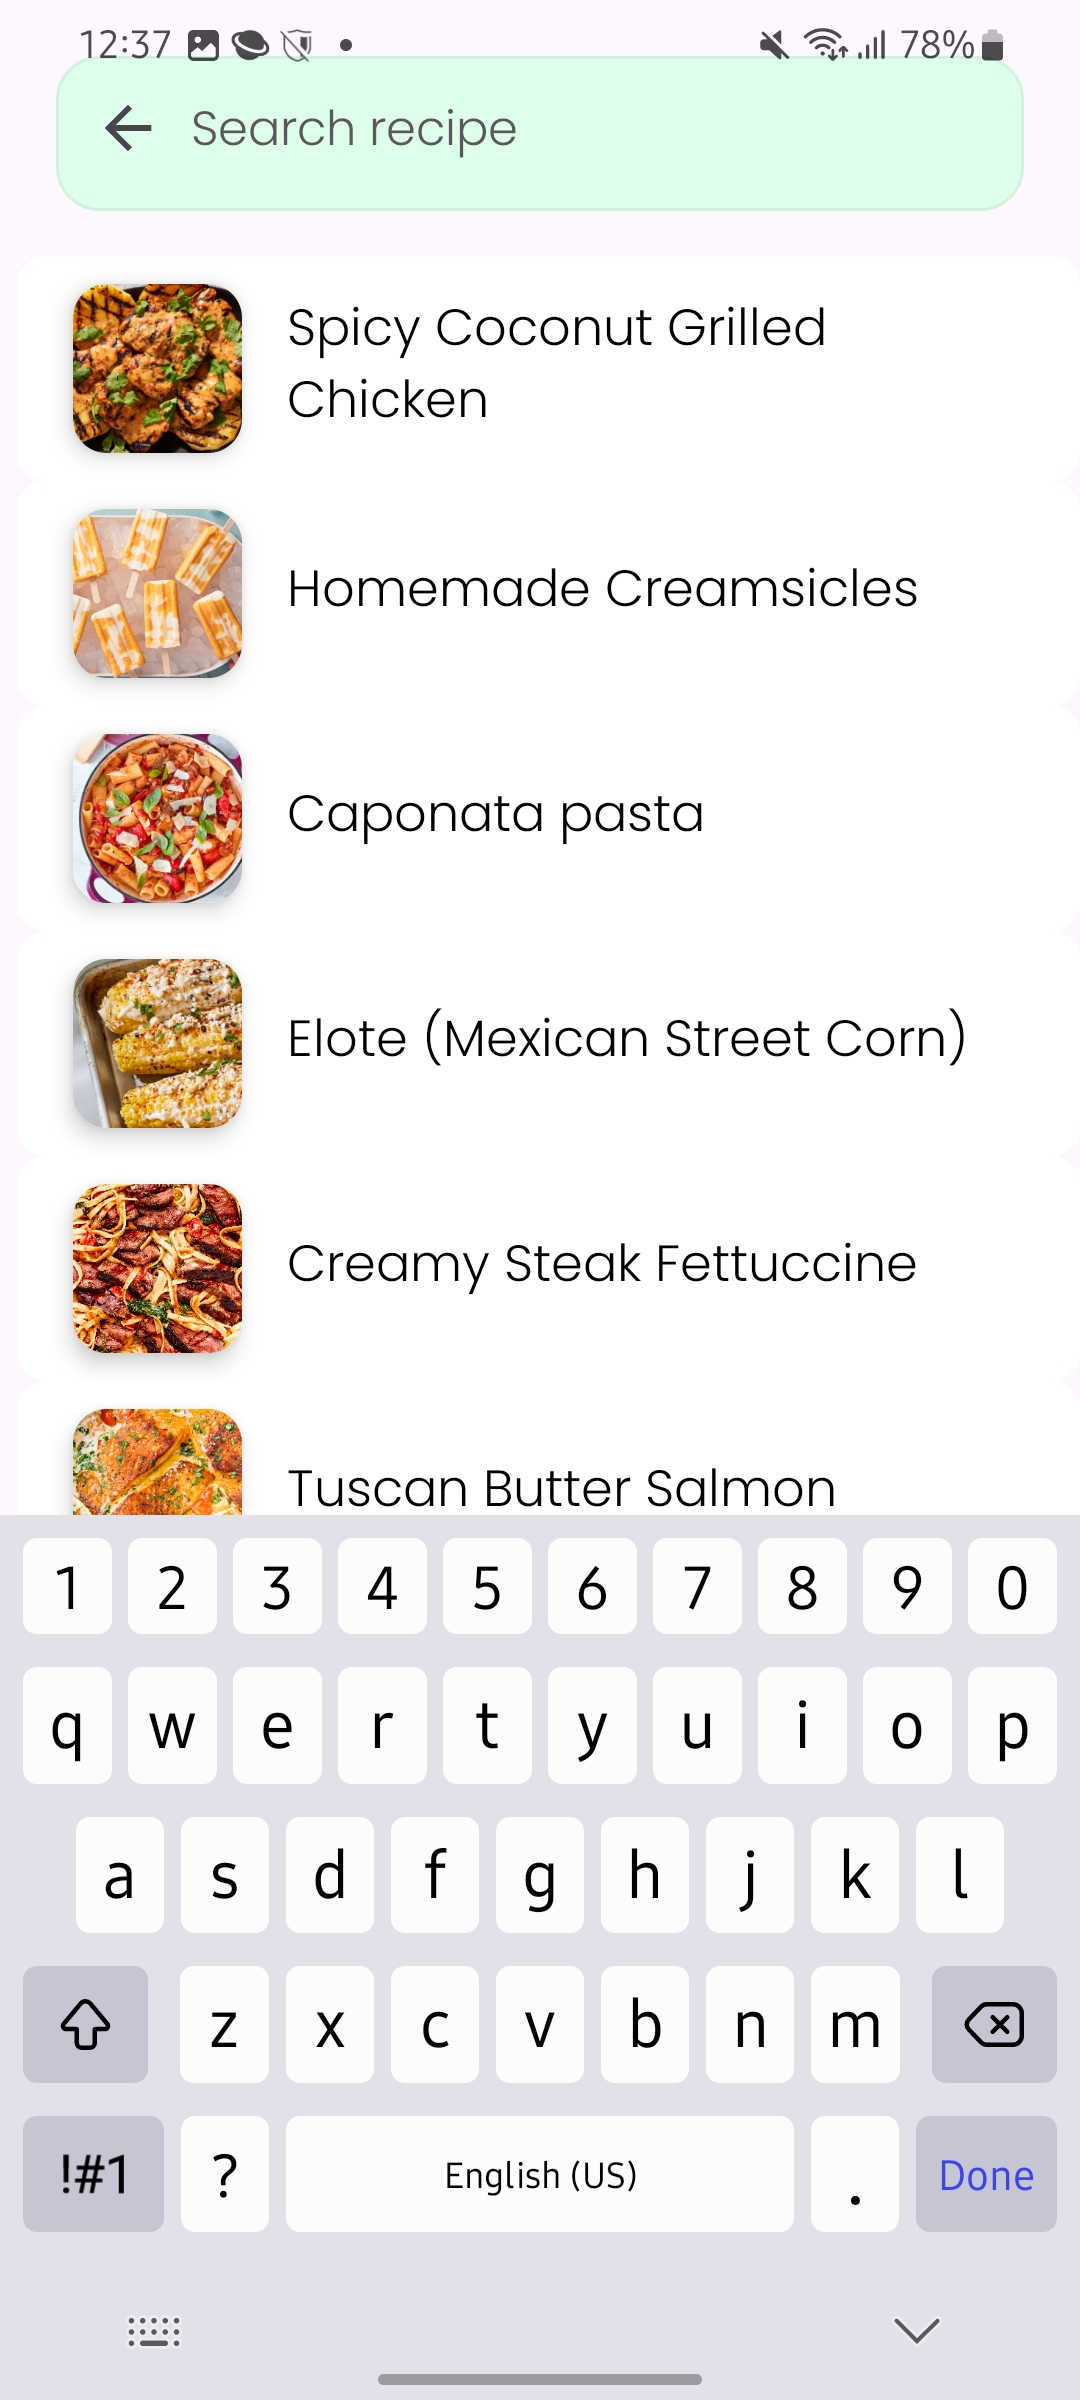 12:37
78%
Search recipe
Spicy Coconut Grilled
Chicken
Homemade Creamsicles
Caponata pasta
Elote (Mexican Street Corn)
Creamy Steak Fettuccine
Tuscan Butter Salmon
1 2 3 4 5 6 7 8 9 0
q w e r t y u i o p
a s d f g h j k l
z x c v b n m
!#1 ? English (US) . Done